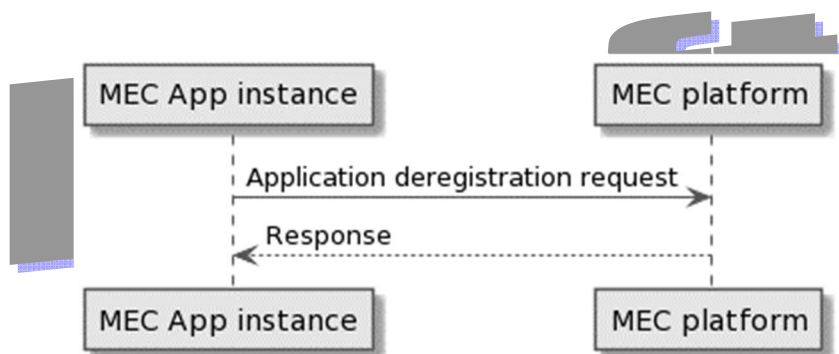 MEC App instance
MEC platform
Application deregistration request
Response
MEC App instance
MEC platform